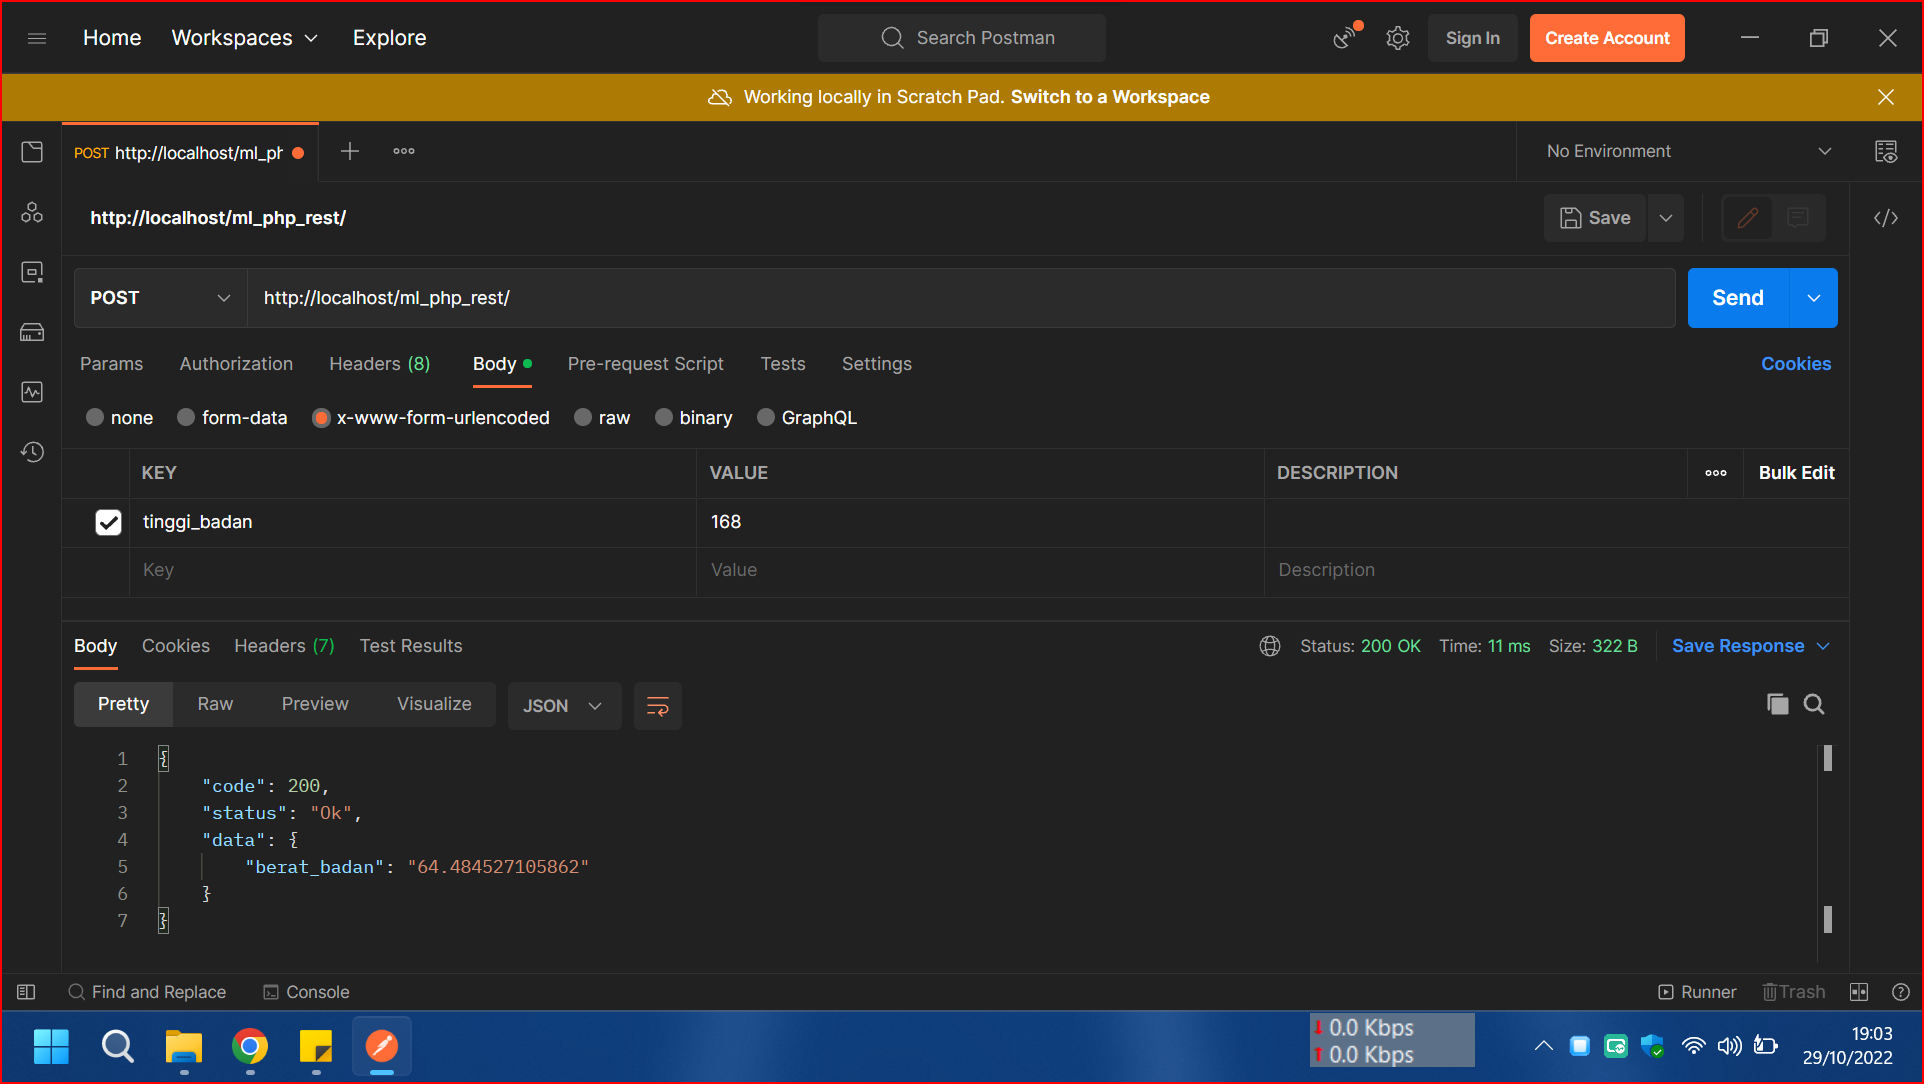 Home Workspaces Explore Search Postman Sign In Create Account
Working locally in Scratch Pad. Switch to a Workspace
POST http://localhost/ml_ph No Environment
http://localhost/ml_php_rest/ Save
POST http://localhost/ml_php_rest/ Send
Params Authorization Headers (8) Body Pre-request Script Tests Settings Cookies
none form-data x-www-form-urlencoded raw binary GraphQL
KEY VALUE DESCRIPTION Bulk Edit
tinggi_badan 168
Key Value Description
Body Cookies Headers (7) Test Results Status: 200 OK Time: 11 ms Size: 322 B Save Response
Pretty Raw Preview Visualize JSON
1 {
2 "code": 200,
3 "status": "Ok",
4 "data": {
5 "berat_badan": "64.484527105862"
6 }
7 }
Find and Replace Console Runner Trash
0.0 Kbps
0.0 Kbps
19:03
29/10/2022